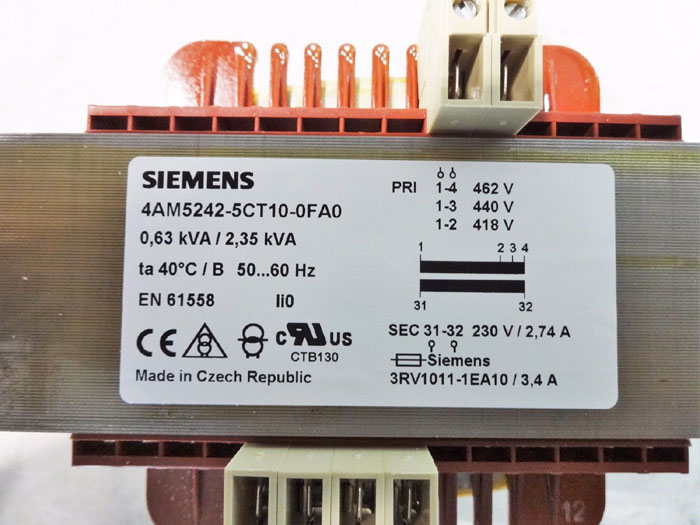 SIEMENS
4AM5242-5CT10-0FA0
0,63 kVA / 2,35 kVA
ta 40°C / B 50...60 Hz
EN 61558 Ii0
CE c RU US
CTB130
Made in Czech Republic
PRI 1-4 462 V
1-3 440 V
1-2 418 V
1 2 3 4
31 32
SEC 31-32 230 V / 2,74 A
Siemens
3RV1011-1EA10 / 3,4 A
12